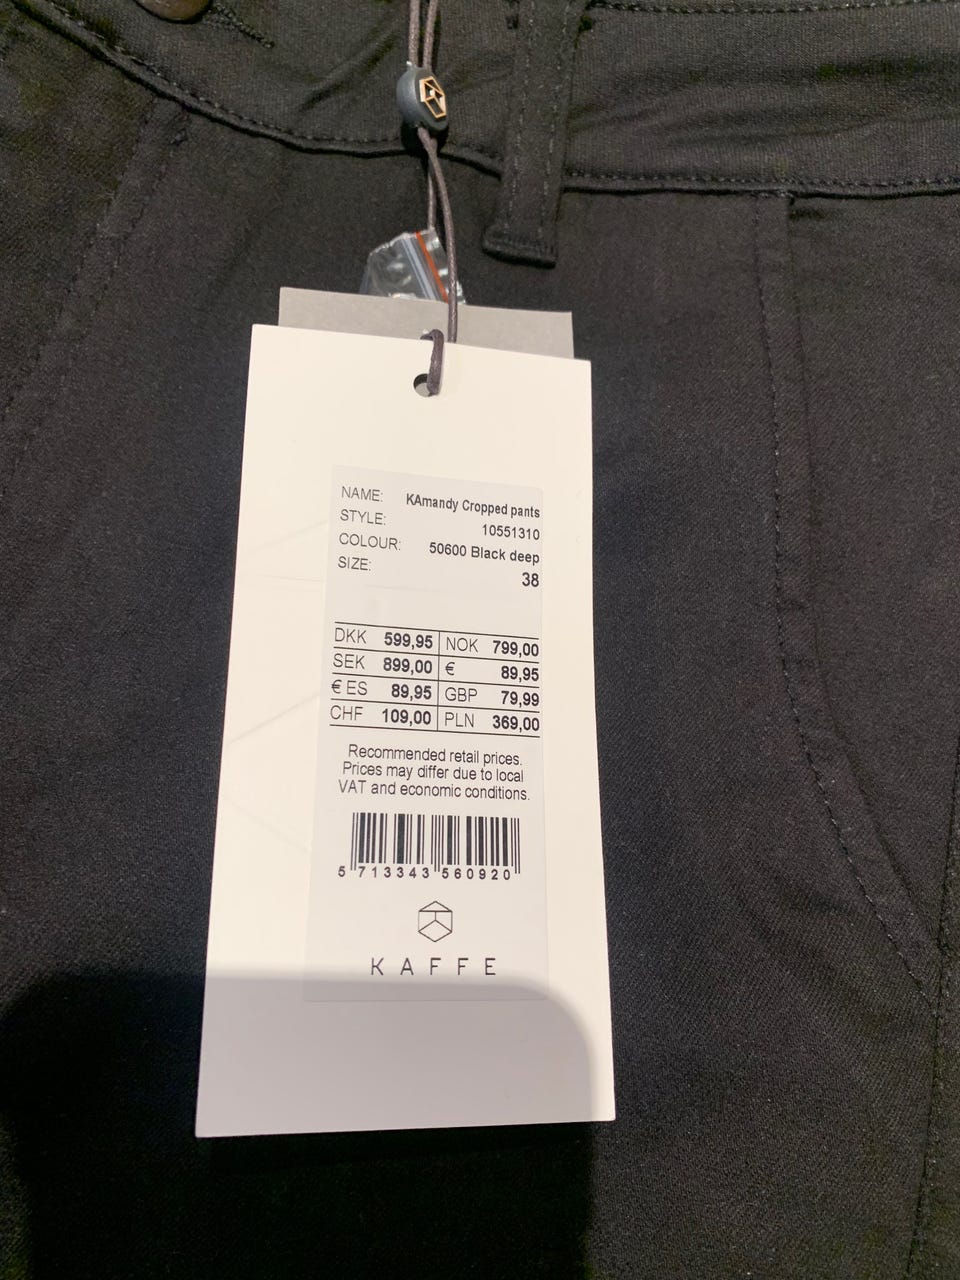 NAME: KAmandy Cropped pants
STYLE: 10551310
COLOUR: 50600 Black deep
SIZE: 38
DKK 599,95 NOK 799,00
SEK 899,00 € 89,95
€ ES 89,95 GBP 79,99
CHF 109,00 PLN 369,00
Recommended retail prices.
Prices may differ due to local
VAT and economic conditions.
5 713343 560920
KAFFE